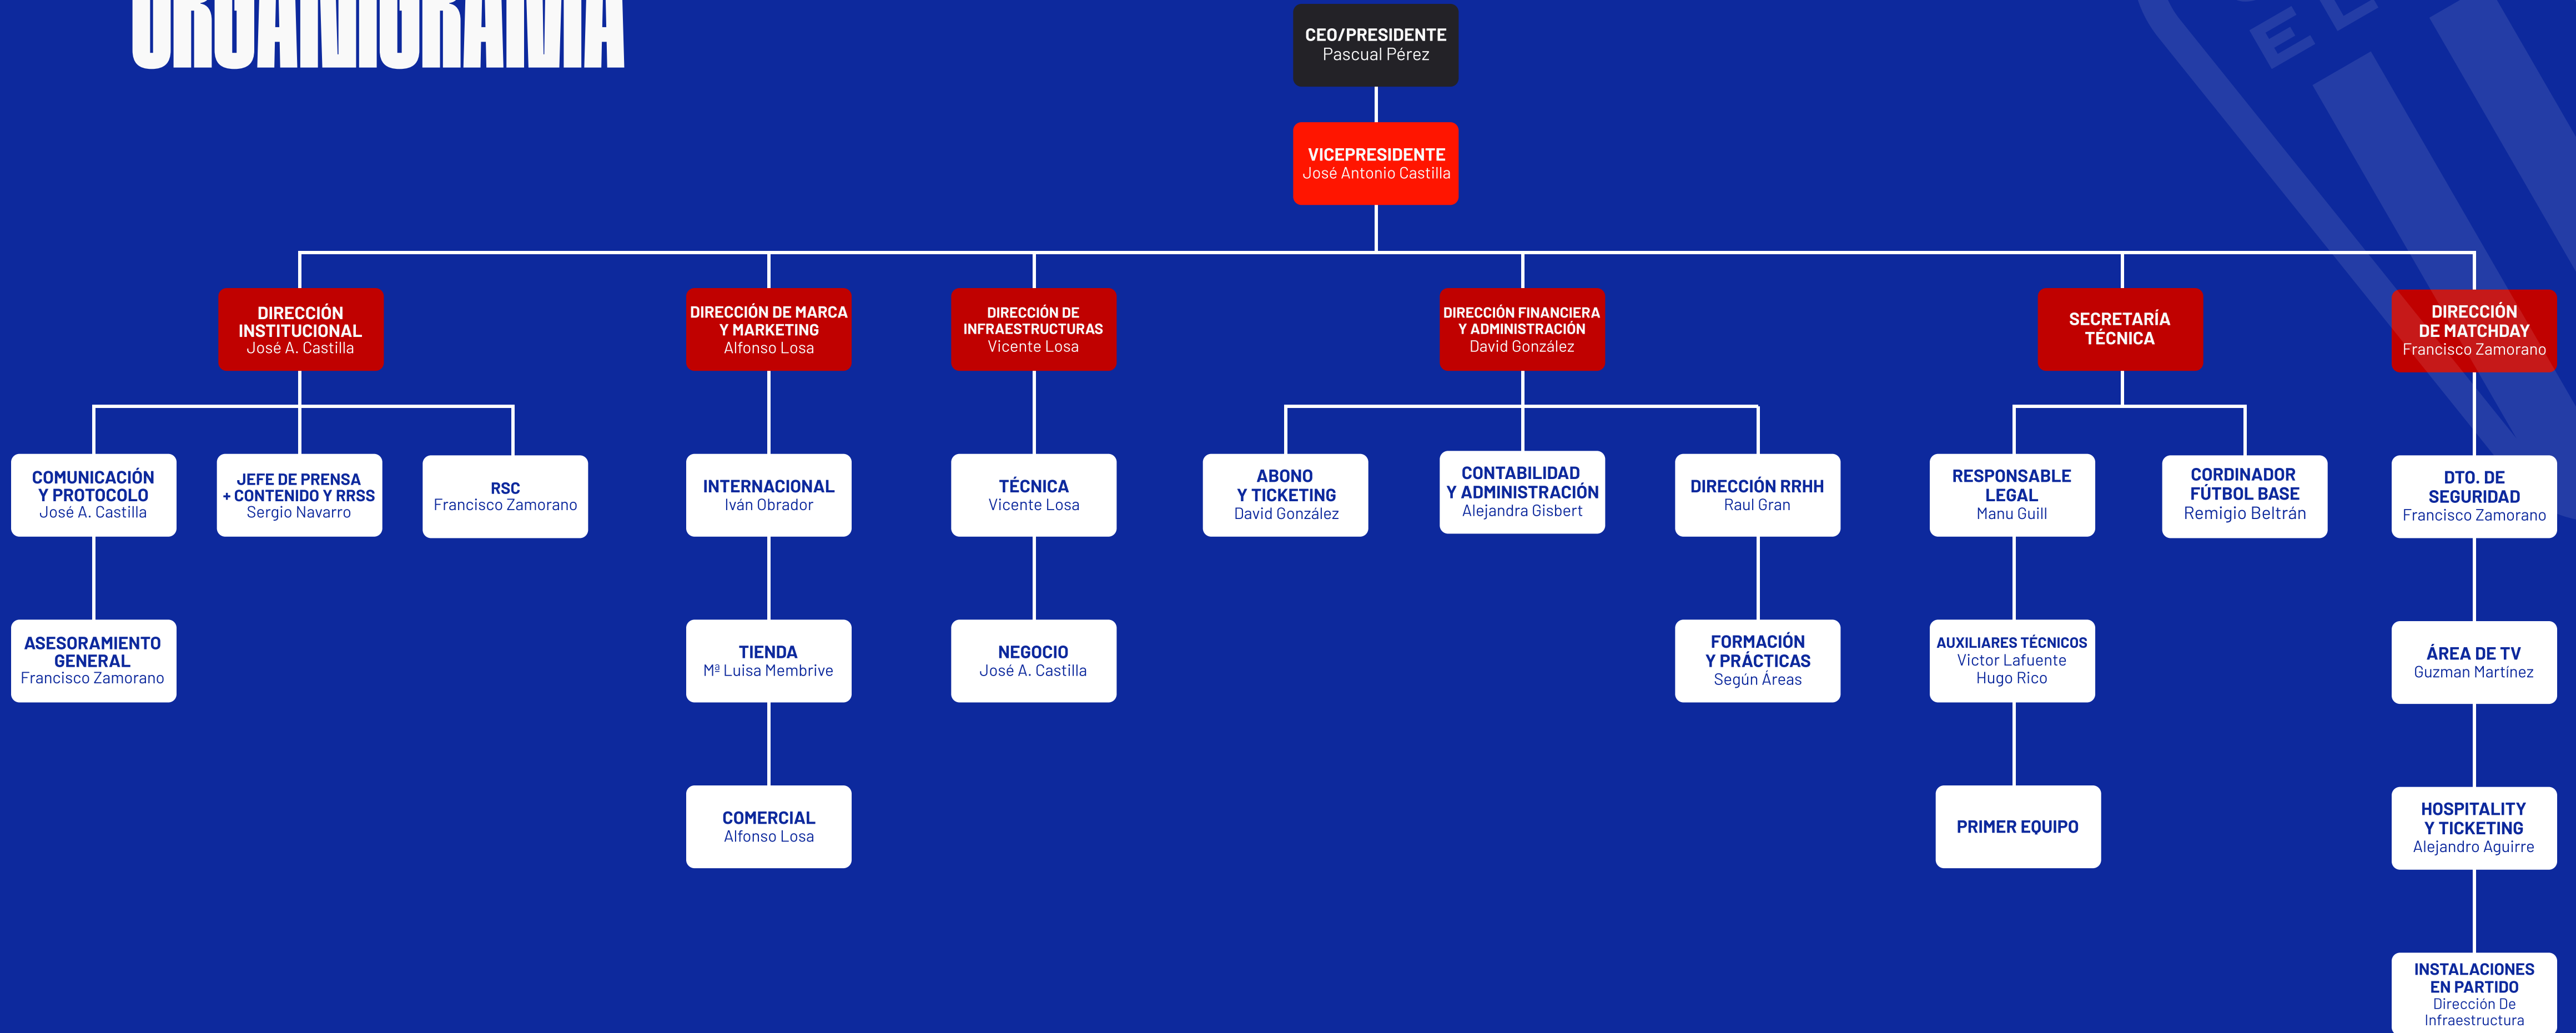 ORGANIGRAMA
CEO/PRESIDENTE
Pascual Pérez
VICEPRESIDENTE
José Antonio Castilla
DIRECCIÓN
INSTITUCIONAL
José A. Castilla
DIRECCIÓN DE MARCA
Y MARKETING
Alfonso Losa
DIRECCIÓN DE
INFRAESTRUCTURAS
Vicente Losa
DIRECCIÓN FINANCIERA
Y ADMINISTRACIÓN
David González
SECRETARÍA
TÉCNICA
DIRECCIÓN
DE MATCHDAY
Francisco Zamorano
COMUNICACIÓN
Y PROTOCOLO
José A. Castilla
JEFE DE PRENSA
+ CONTENIDO Y RRSS
Sergio Navarro
RSC
Francisco Zamorano
INTERNACIONAL
Iván Obrador
TÉCNICA
Vicente Losa
ABONO
Y TICKETING
David González
CONTABILIDAD
Y ADMINISTRACIÓN
Alejandra Gisbert
DIRECCIÓN RRHH
Raul Gran
RESPONSABLE
LEGAL
Manu Guill
CORDINADOR
FÚTBOL BASE
Remigio Beltrán
DTO. DE
SEGURIDAD
Francisco Zamorano
ASESORAMIENTO
GENERAL
Francisco Zamorano
TIENDA
Mª Luisa Membrive
NEGOCIO
José A. Castilla
FORMACIÓN
Y PRÁCTICAS
Según Áreas
AUXILIARES TÉCNICOS
Victor Lafuente
Hugo Rico
ÁREA DE TV
Guzman Martínez
COMERCIAL
Alfonso Losa
PRIMER EQUIPO
HOSPITALITY
Y TICKETING
Alejandro Aguirre
INSTALACIONES
EN PARTIDO
Dirección De
Infraestructura